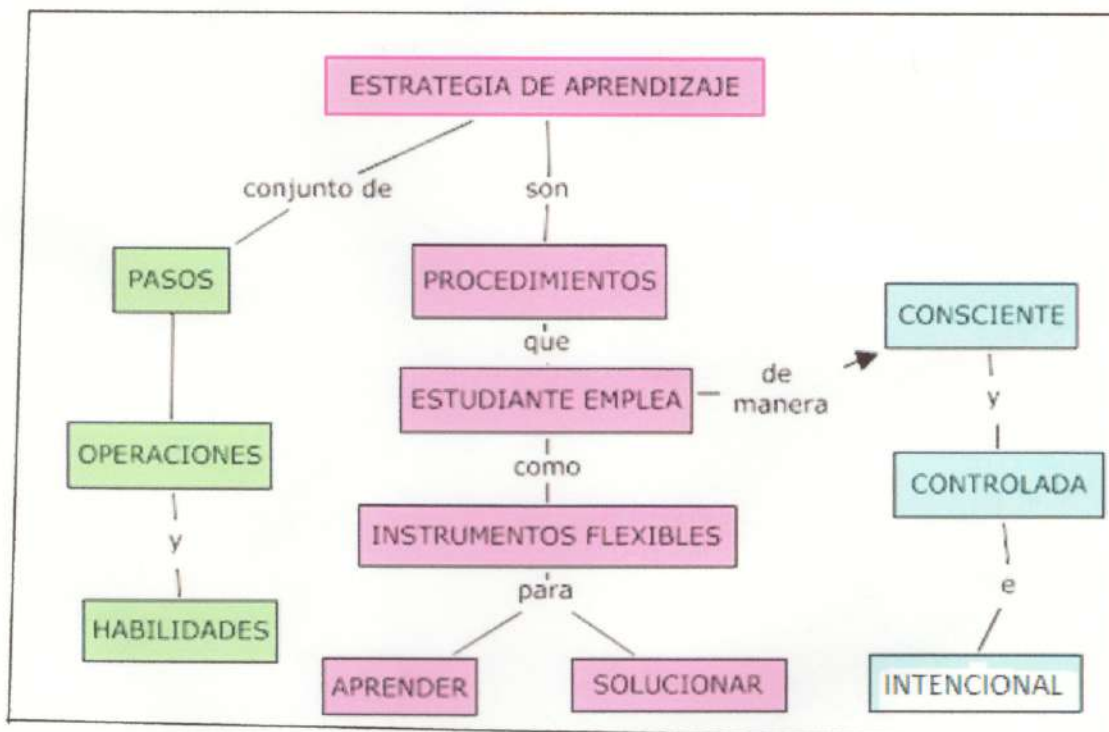 ESTRATEGIA DE APRENDIZAJE
conjunto de
son
PASOS
PROCEDIMIENTOS
CONSCIENTE
que
de
manera
ESTUDIANTE EMPLEA
y
OPERACIONES
como
CONTROLADA
INSTRUMENTOS FLEXIBLES
y
para
e
HABILIDADES
APRENDER
SOLUCIONAR
INTENCIONAL